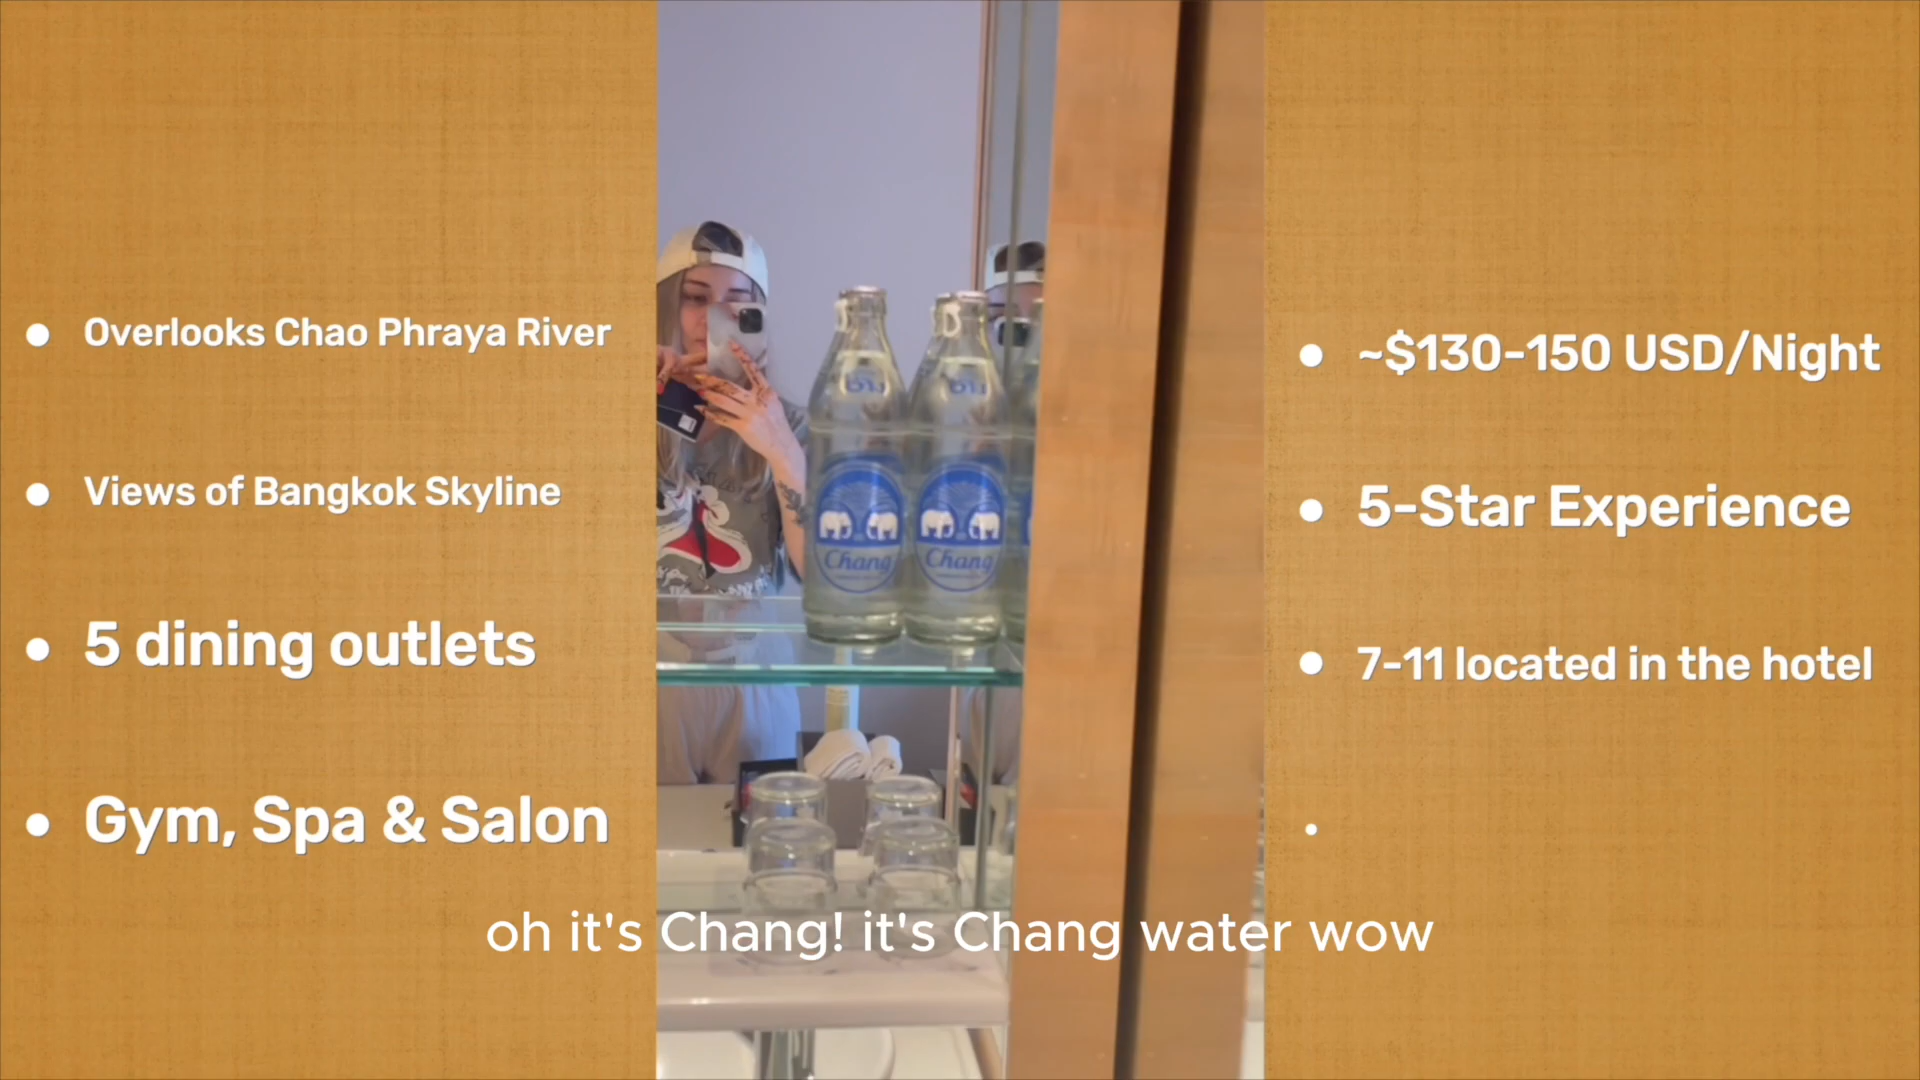 Overlooks Chao Phraya River
Views of Bangkok Skyline
5 dining outlets
Gym, Spa & Salon
Chang
Chang
~$130-150 USD/Night
5-Star Experience
7-11 located in the hotel
oh it's Chang! it's Chang water wow